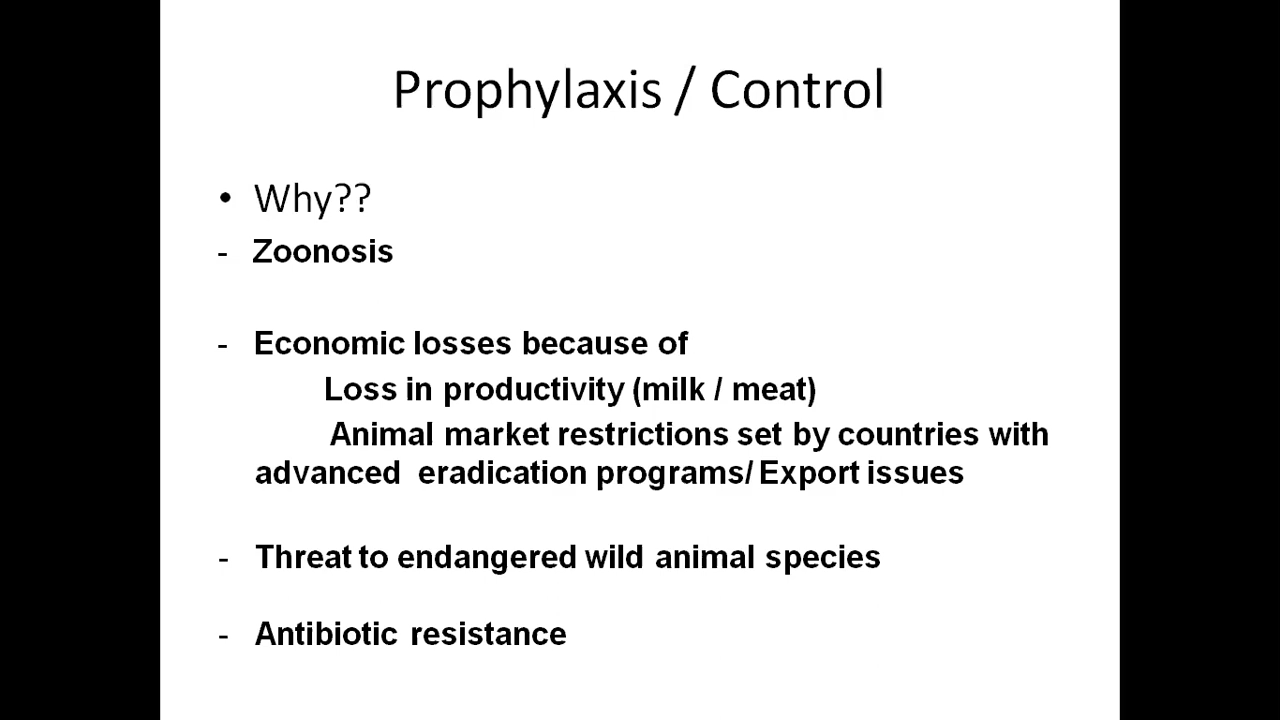 Prophylaxis / Control
• Why??
- Zoonosis
- Economic losses because of
Loss in productivity (milk / meat)
Animal market restrictions set by countries with
advanced eradication programs/ Export issues
- Threat to endangered wild animal species
- Antibiotic resistance